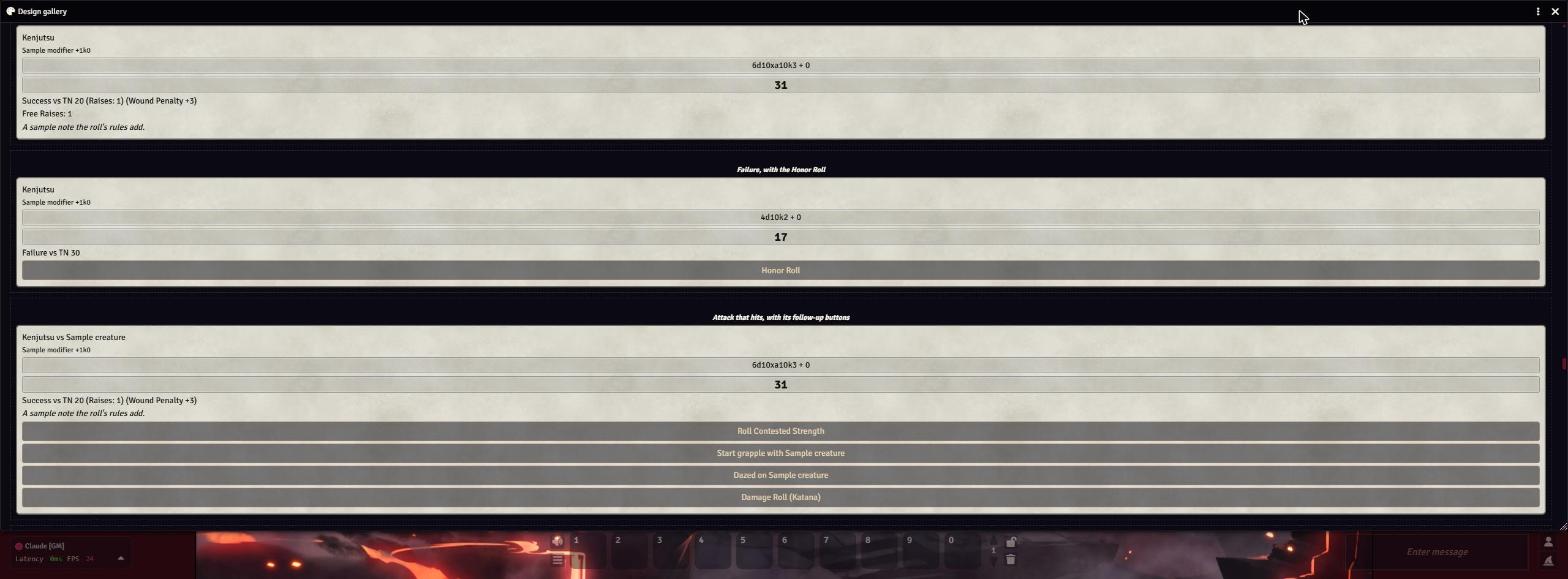 Design gallery
Kenjutsu
Sample modifier +1k0
6d10xa10k3 + 0
31
Success vs TN 20 (Raises: 1) (Wound Penalty +3)
Free Raises: 1
A sample note the roll's rules add.
Failure, with the Honor Roll
Kenjutsu
Sample modifier +1k0
4d10k2 + 0
17
Failure vs TN 30
Honor Roll
Attack that hits, with its follow-up buttons
Kenjutsu vs Sample creature
Sample modifier +1k0
6d10xa10k3 + 0
31
Success vs TN 20 (Raises: 1) (Wound Penalty +3)
A sample note the roll's rules add.
Roll Contested Strength
Start grapple with Sample creature
Dazed on Sample creature
Damage Roll (Katana)
Claude [GM]
Latency 0ms FPS 24
1 2 3 4 5 6 7 8 9 0
1
Enter message